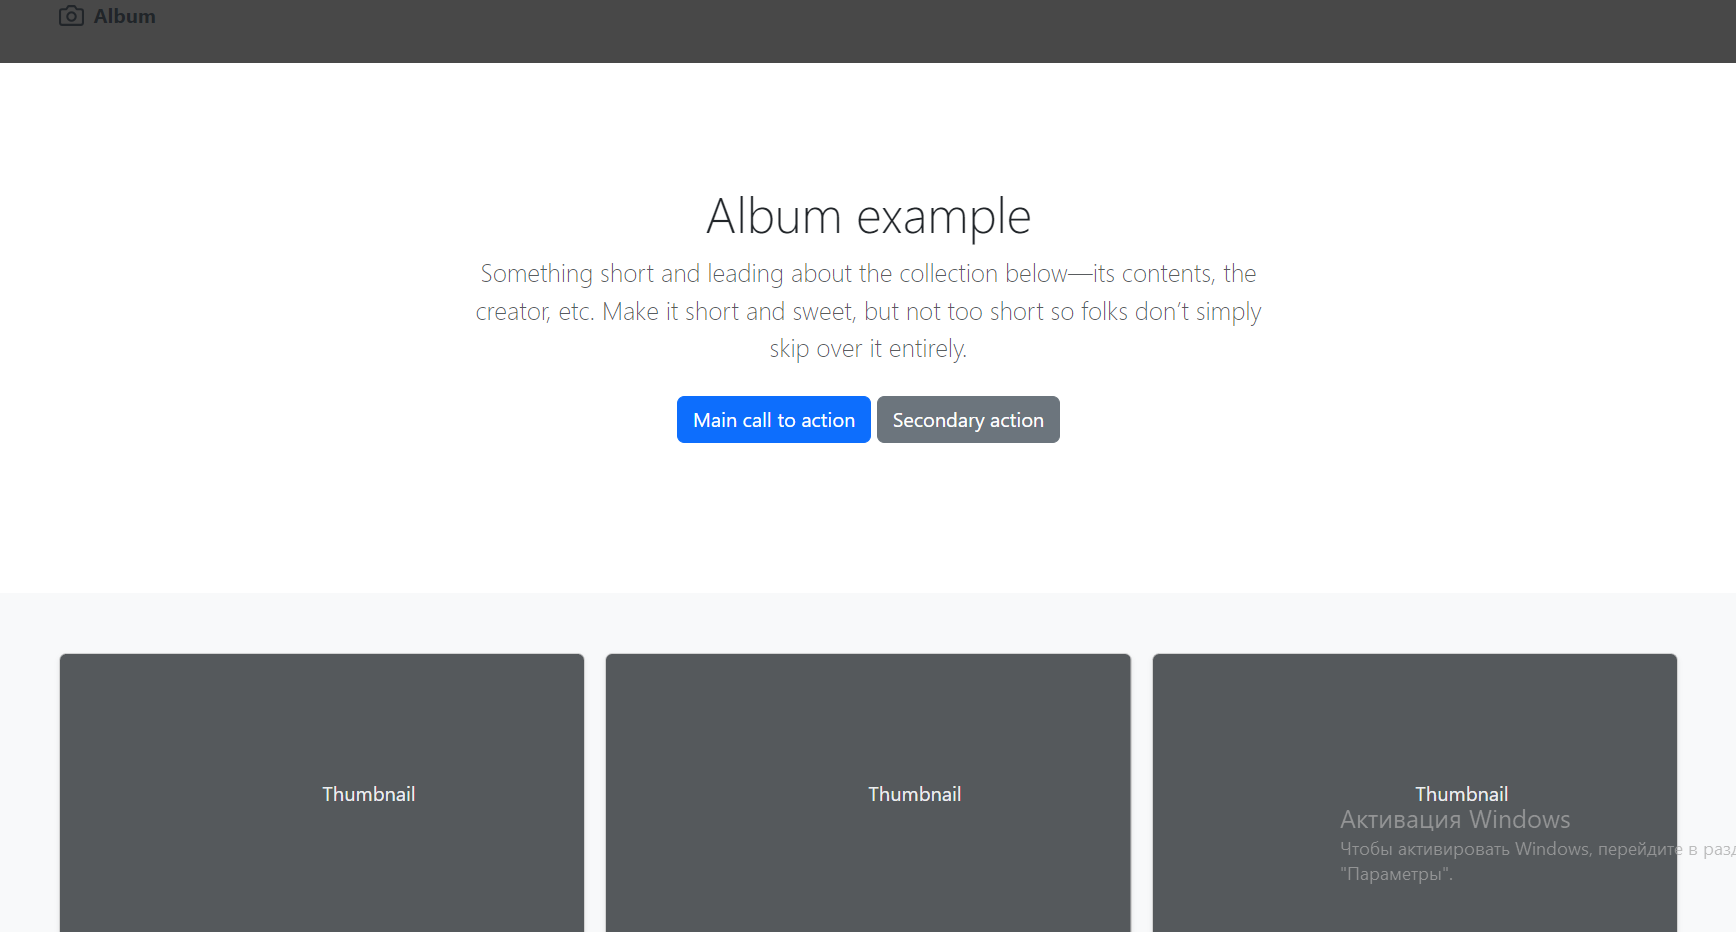 Album
Album example
Something short and leading about the collection below—its contents, the
creator, etc. Make it short and sweet, but not too short so folks don’t simply
skip over it entirely.
Main call to action
Secondary action
Thumbnail
Thumbnail
Thumbnail
Активация Windows
Чтобы активировать Windows, перейдите в разд
"Параметры".